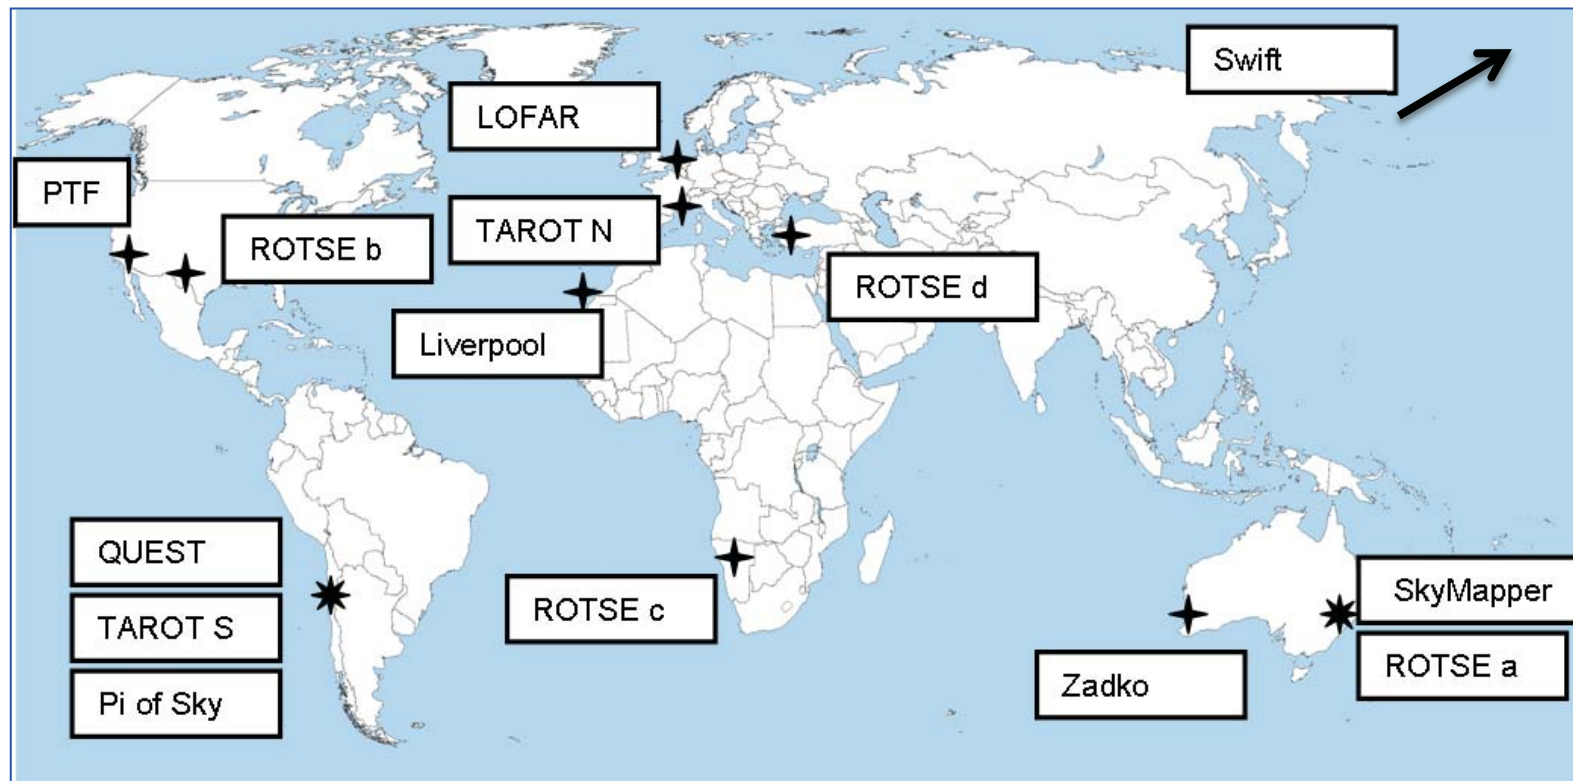 Swift
LOFAR
PTF
TAROT N
ROTSE b
ROTSE d
Liverpool
QUEST
TAROT S
Pi of Sky
ROTSE c
SkyMapper
ROTSE a
Zadko